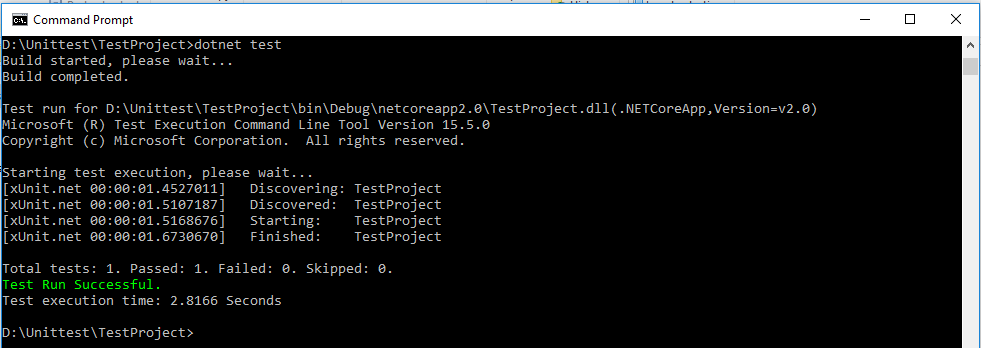 Command Prompt
D:\Unittest\TestProject>dotnet test
Build started, please wait...
Build completed.
Test run for D:\Unittest\TestProject\bin\Debug\netcoreapp2.0\TestProject.dll(.NETCoreApp,Version=v2.0)
Microsoft (R) Test Execution Command Line Tool Version 15.5.0
Copyright (c) Microsoft Corporation.  All rights reserved.
Starting test execution, please wait...
[xUnit.net 00:00:01.4527011]   Discovering: TestProject
[xUnit.net 00:00:01.5107187]   Discovered:  TestProject
[xUnit.net 00:00:01.5168676]   Starting:    TestProject
[xUnit.net 00:00:01.6730670]   Finished:    TestProject
Total tests: 1. Passed: 1. Failed: 0. Skipped: 0.
Test Run Successful.
Test execution time: 2.8166 Seconds
D:\Unittest\TestProject>